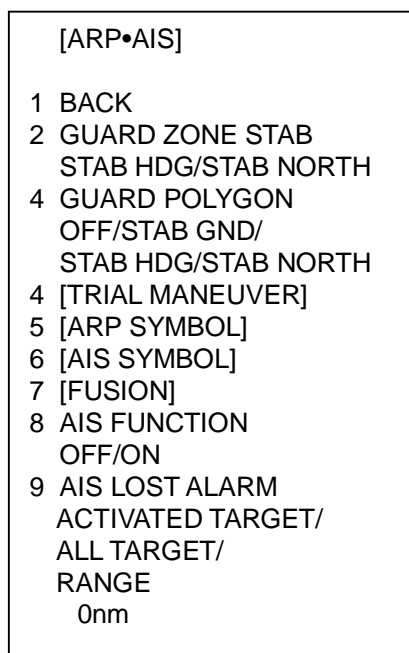 [ARP•AIS]
1 BACK
2 GUARD ZONE STAB
STAB HDG/STAB NORTH
4 GUARD POLYGON
OFF/STAB GND/
STAB HDG/STAB NORTH
4 [TRIAL MANEUVER]
5 [ARP SYMBOL]
6 [AIS SYMBOL]
7 [FUSION]
8 AIS FUNCTION
OFF/ON
9 AIS LOST ALARM
ACTIVATED TARGET/
ALL TARGET/
RANGE
0nm